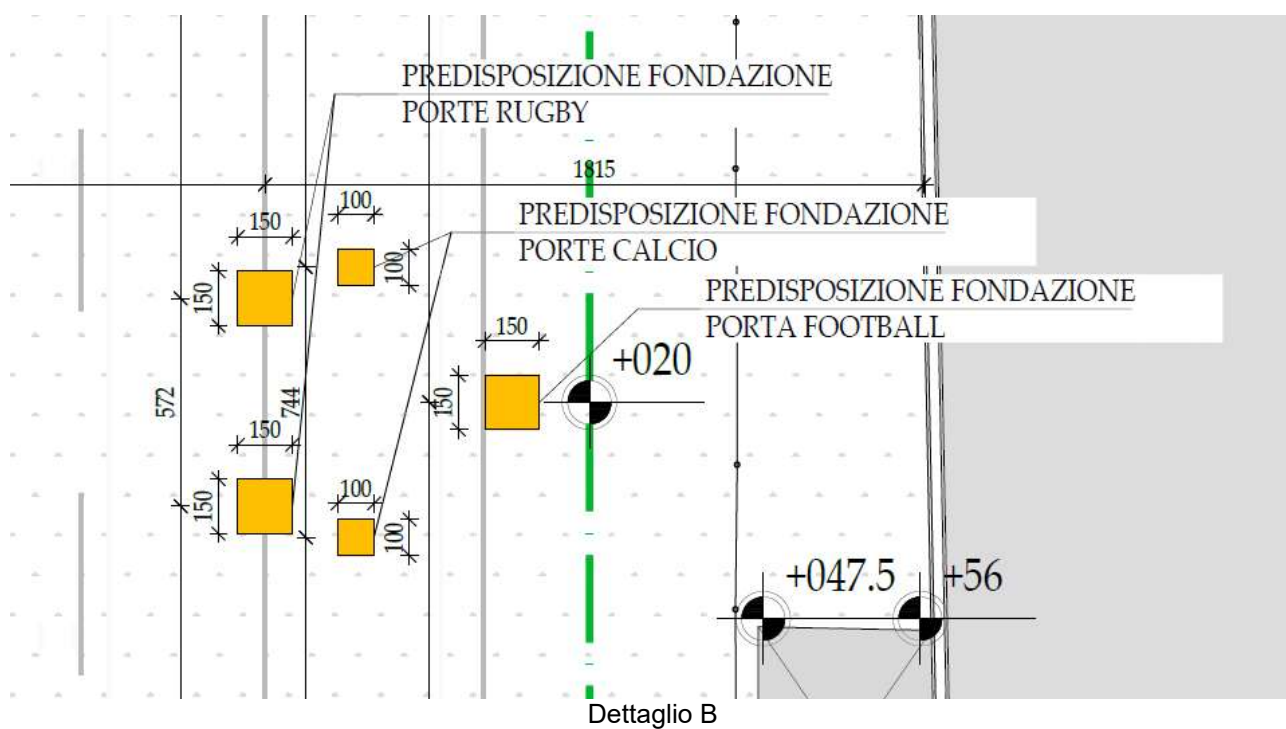 PREDISPOSIZIONE FONDAZIONE
PORTE RUGBY
1815
100
150
PREDISPOSIZIONE FONDAZIONE
PORTE CALCIO
100
150
PREDISPOSIZIONE FONDAZIONE
PORTA FOOTBALL
150
+020
572
744
150
150
100
150
100
+047.5
+56
Dettaglio B